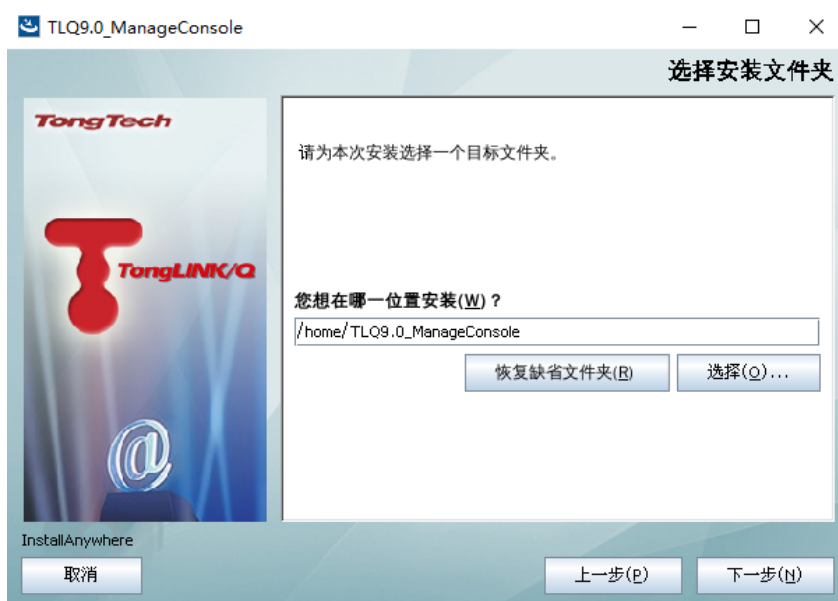 TLQ9.0_ManageConsole
选择安装文件夹
TongTech
TongLINK/Q
请为本次安装选择一个目标文件夹。
您想在哪一位置安装(W)？
/home/TLQ9.0_ManageConsole
恢复缺省文件夹(R)
选择(O)...
InstallAnywhere
取消
上一步(P)
下一步(N)